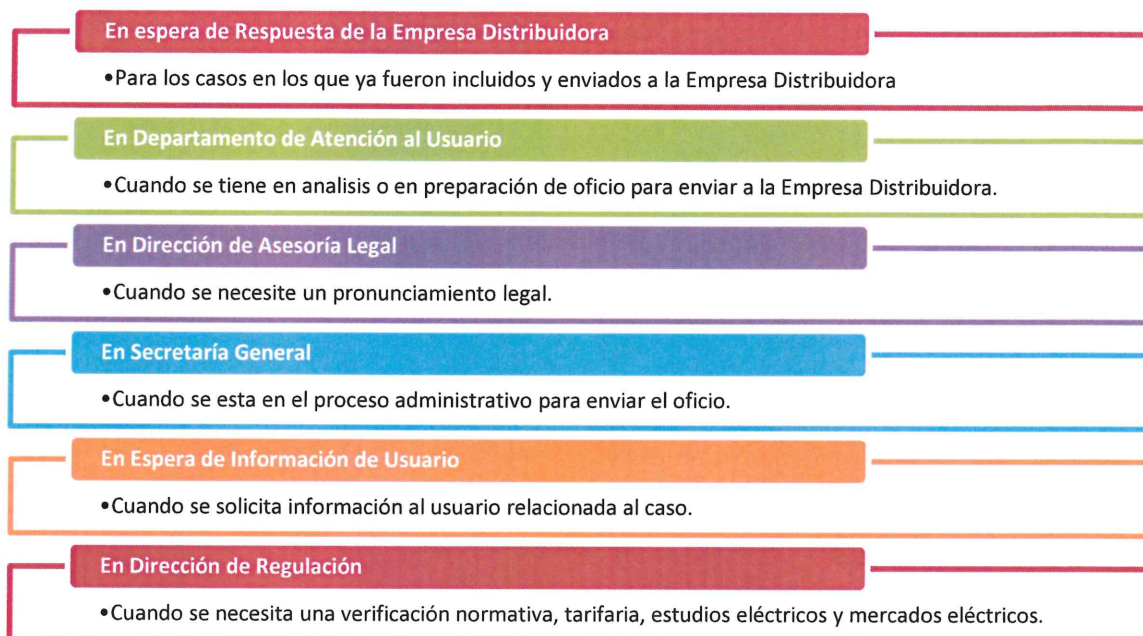 En espera de Respuesta de la Empresa Distribuidora
•Para los casos en los que ya fueron incluidos y enviados a la Empresa Distribuidora
En Departamento de Atención al Usuario
•Cuando se tiene en analisis o en preparación de oficio para enviar a la Empresa Distribuidora.
En Dirección de Asesoría Legal
•Cuando se necesite un pronunciamiento legal.
En Secretaría General
•Cuando se esta en el proceso administrativo para enviar el oficio.
En Espera de Información de Usuario
•Cuando se solicita información al usuario relacionada al caso.
En Dirección de Regulación
•Cuando se necesita una verificación normativa, tarifaria, estudios eléctricos y mercados eléctricos.